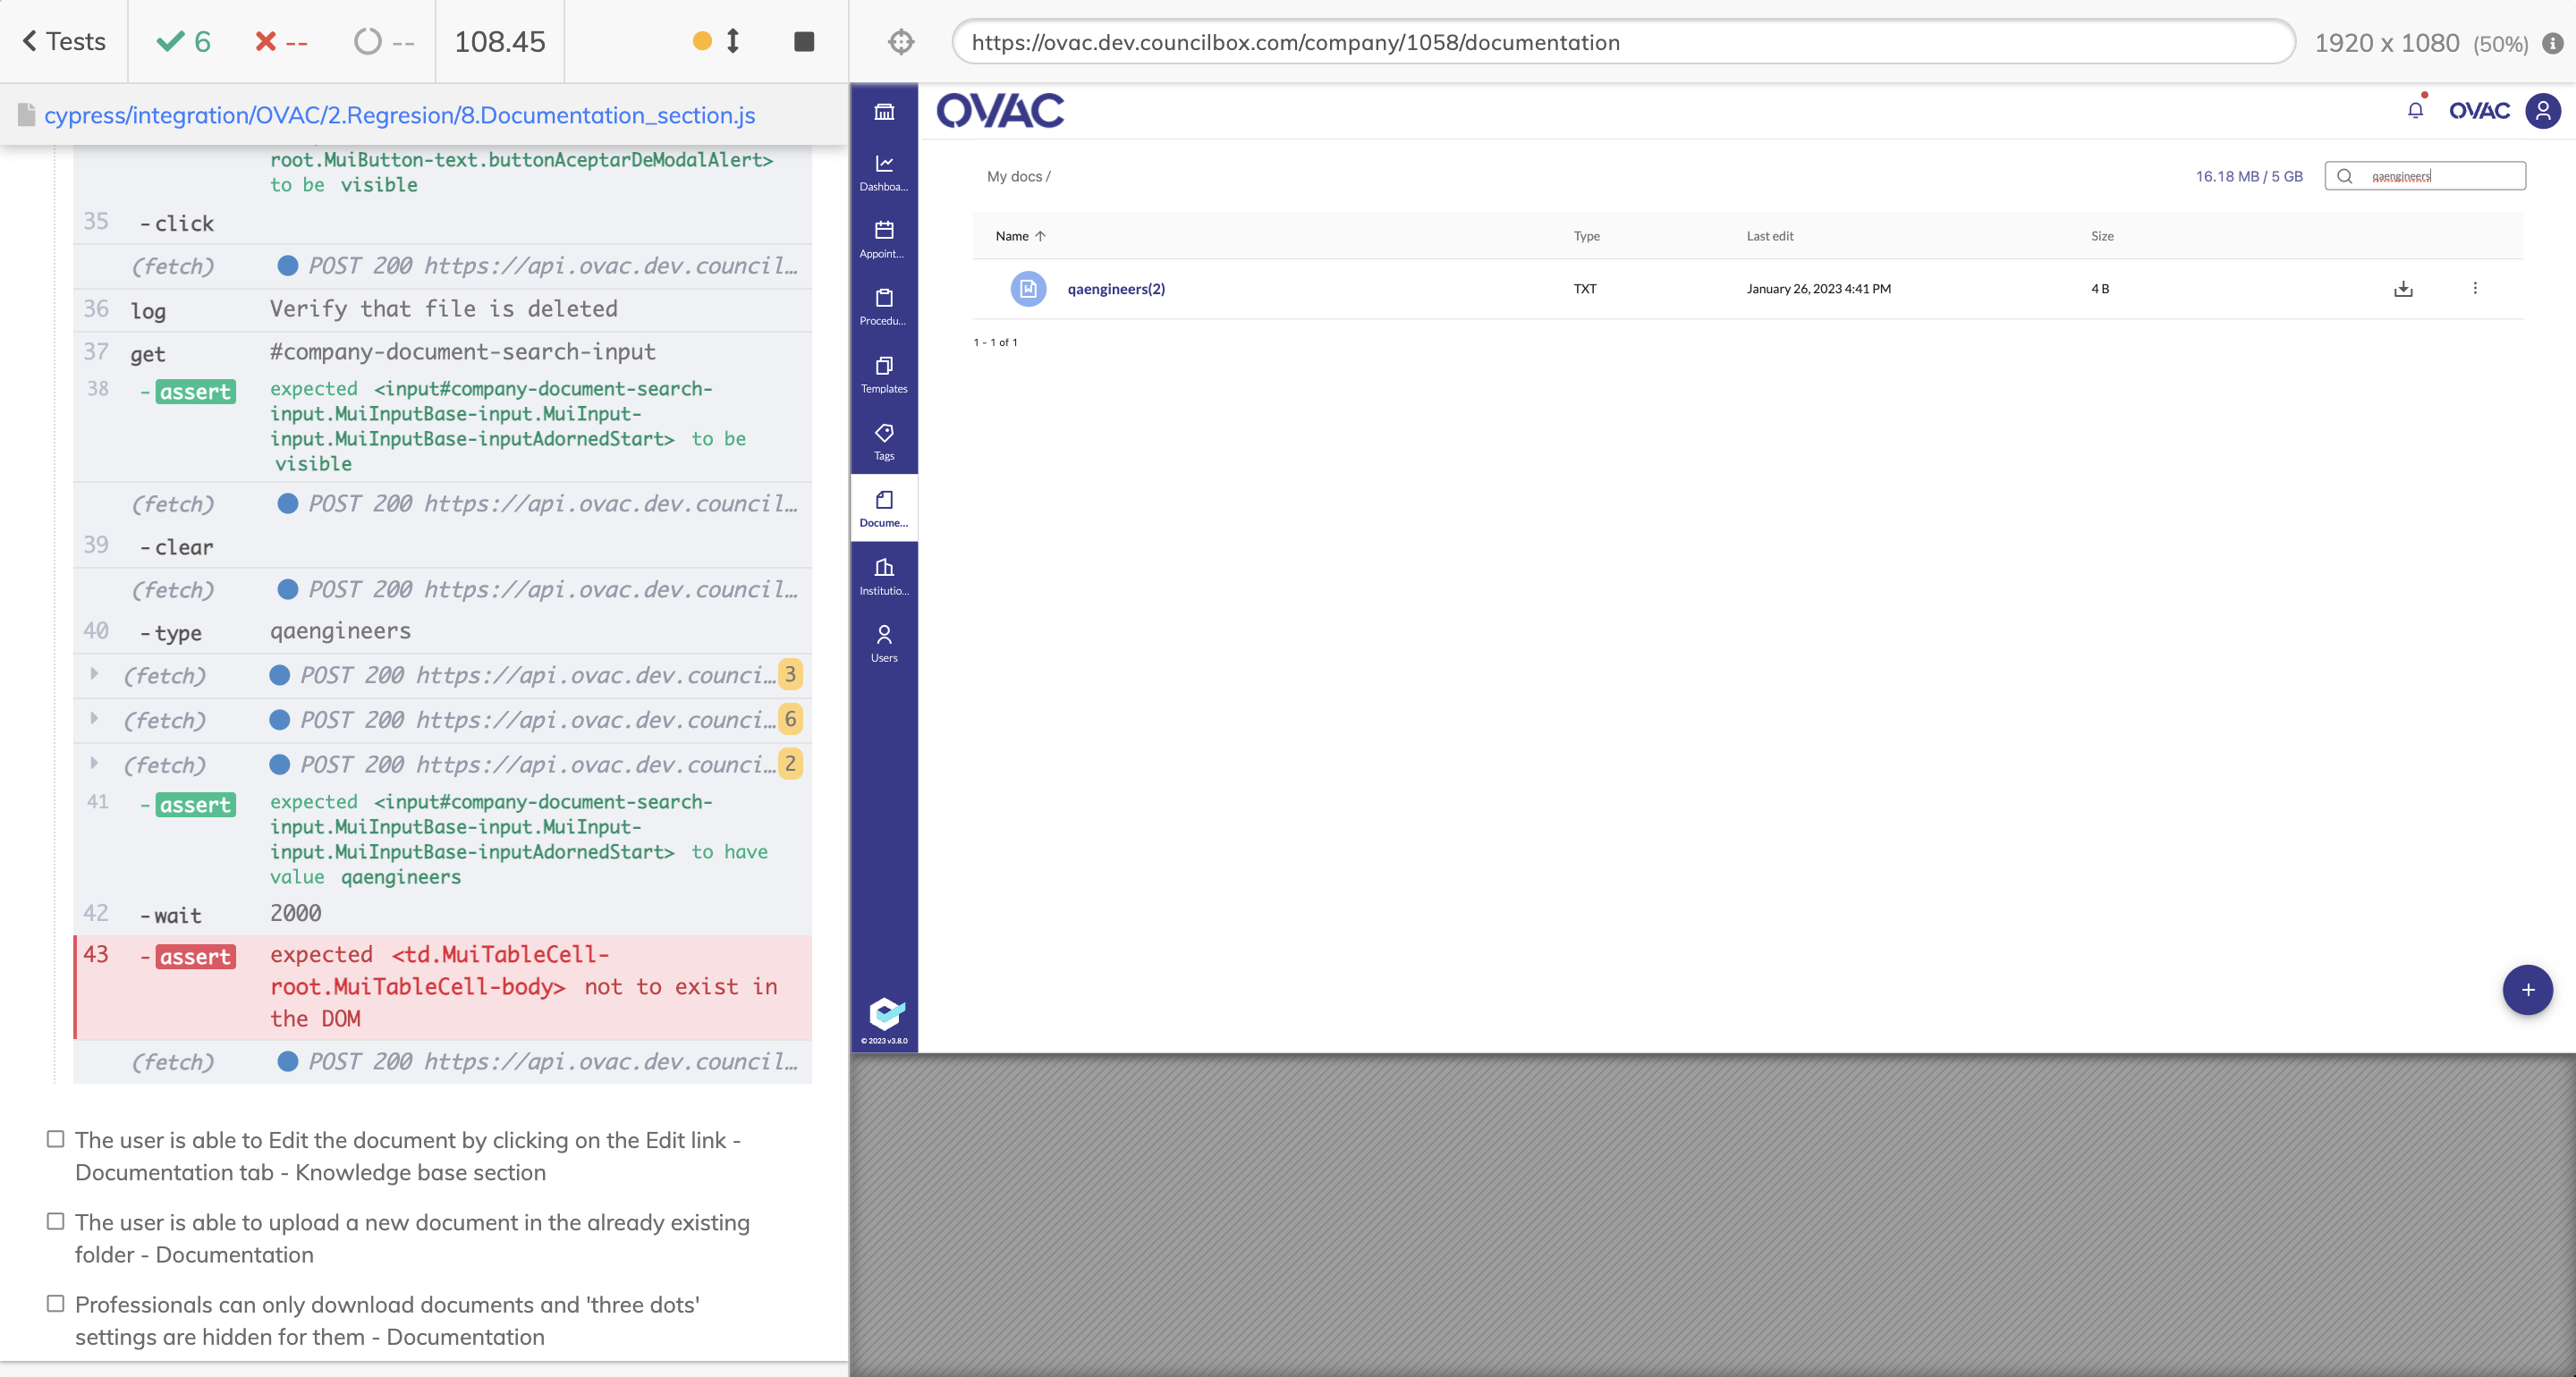 Tests
6
--
--
108.45
https://ovac.dev.councilbox.com/company/1058/documentation
1920 x 1080 (50%)
cypress/integration/OVAC/2.Regresion/8.Documentation_section.js
root.MuiButton-text.buttonAceptarDeModalAlert>
to be visible
35 -click
(fetch) POST 200 https://api.ovac.dev.council...
36 log Verify that file is deleted
37 get #company-document-search-input
38 -assert expected <input#company-document-search-
input.MuiInputBase-input.MuiInput-
input.MuiInputBase-inputAdornedStart> to be
visible
(fetch) POST 200 https://api.ovac.dev.council...
39 -clear
(fetch) POST 200 https://api.ovac.dev.council...
40 -type qaengineers
(fetch) POST 200 https://api.ovac.dev.counci... 3
(fetch) POST 200 https://api.ovac.dev.counci... 6
(fetch) POST 200 https://api.ovac.dev.counci... 2
41 -assert expected <input#company-document-search-
input.MuiInputBase-input.MuiInput-
input.MuiInputBase-inputAdornedStart> to have
value qaengineers
42 -wait 2000
43 -assert expected <td.MuiTableCell-
root.MuiTableCell-body> not to exist in
the DOM
(fetch) POST 200 https://api.ovac.dev.council...
The user is able to Edit the document by clicking on the Edit link -
Documentation tab - Knowledge base section
The user is able to upload a new document in the already existing
folder - Documentation
Professionals can only download documents and 'three dots'
settings are hidden for them - Documentation
Dashboa...
Appoint...
Procedu...
Templates
Tags
Docume...
Institutio...
Users
© 2023 v3.8.0
OVAC
OVAC
My docs /
16.18 MB / 5 GB
qaengineers
Name Type Last edit Size
qaengineers(2) TXT January 26, 2023 4:41 PM 4 B
1 - 1 of 1
+